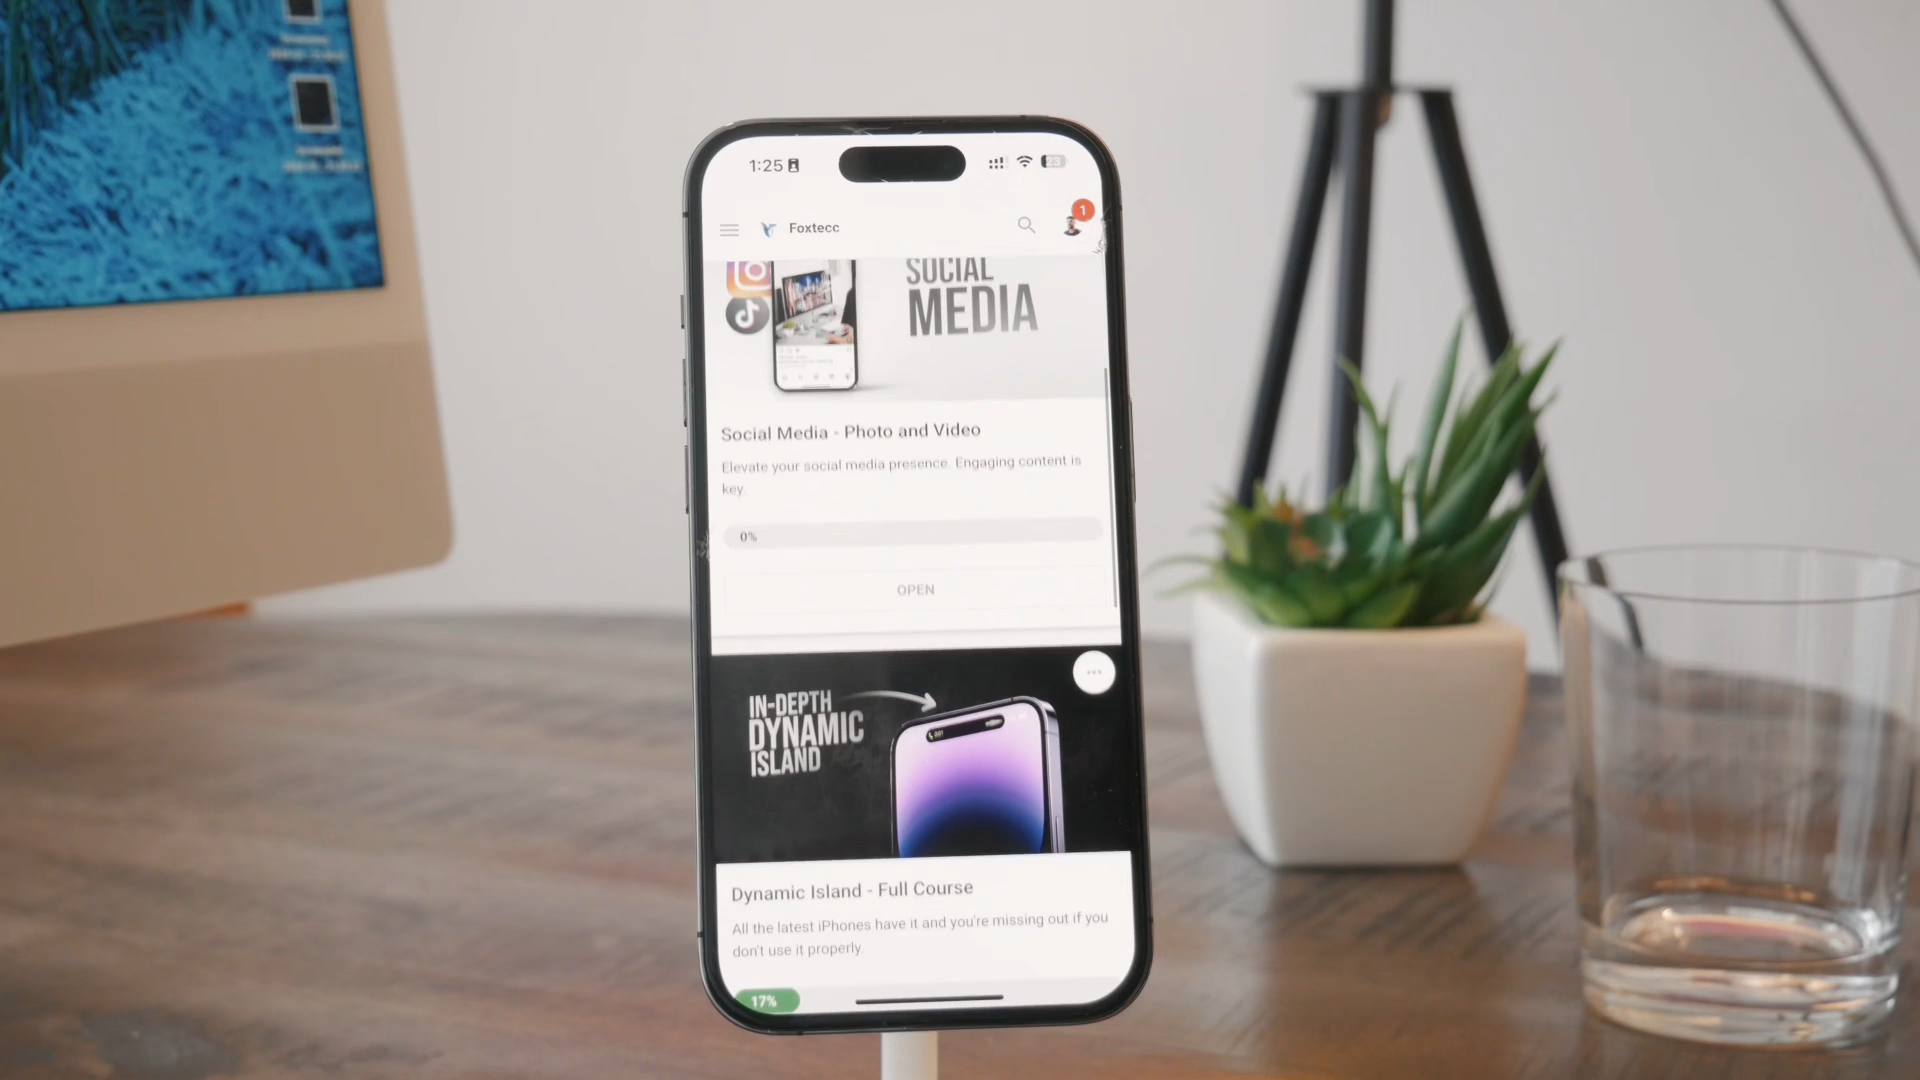 1:25
23
1
Foxtecc
SOCIAL
MEDIA
Social Media - Photo and Video
Elevate your social media presence. Engaging content is
key.
0%
OPEN
IN-DEPTH
DYNAMIC
ISLAND
Dynamic Island - Full Course
All the latest iPhones have it and you're missing out if you
don't use it properly.
17%